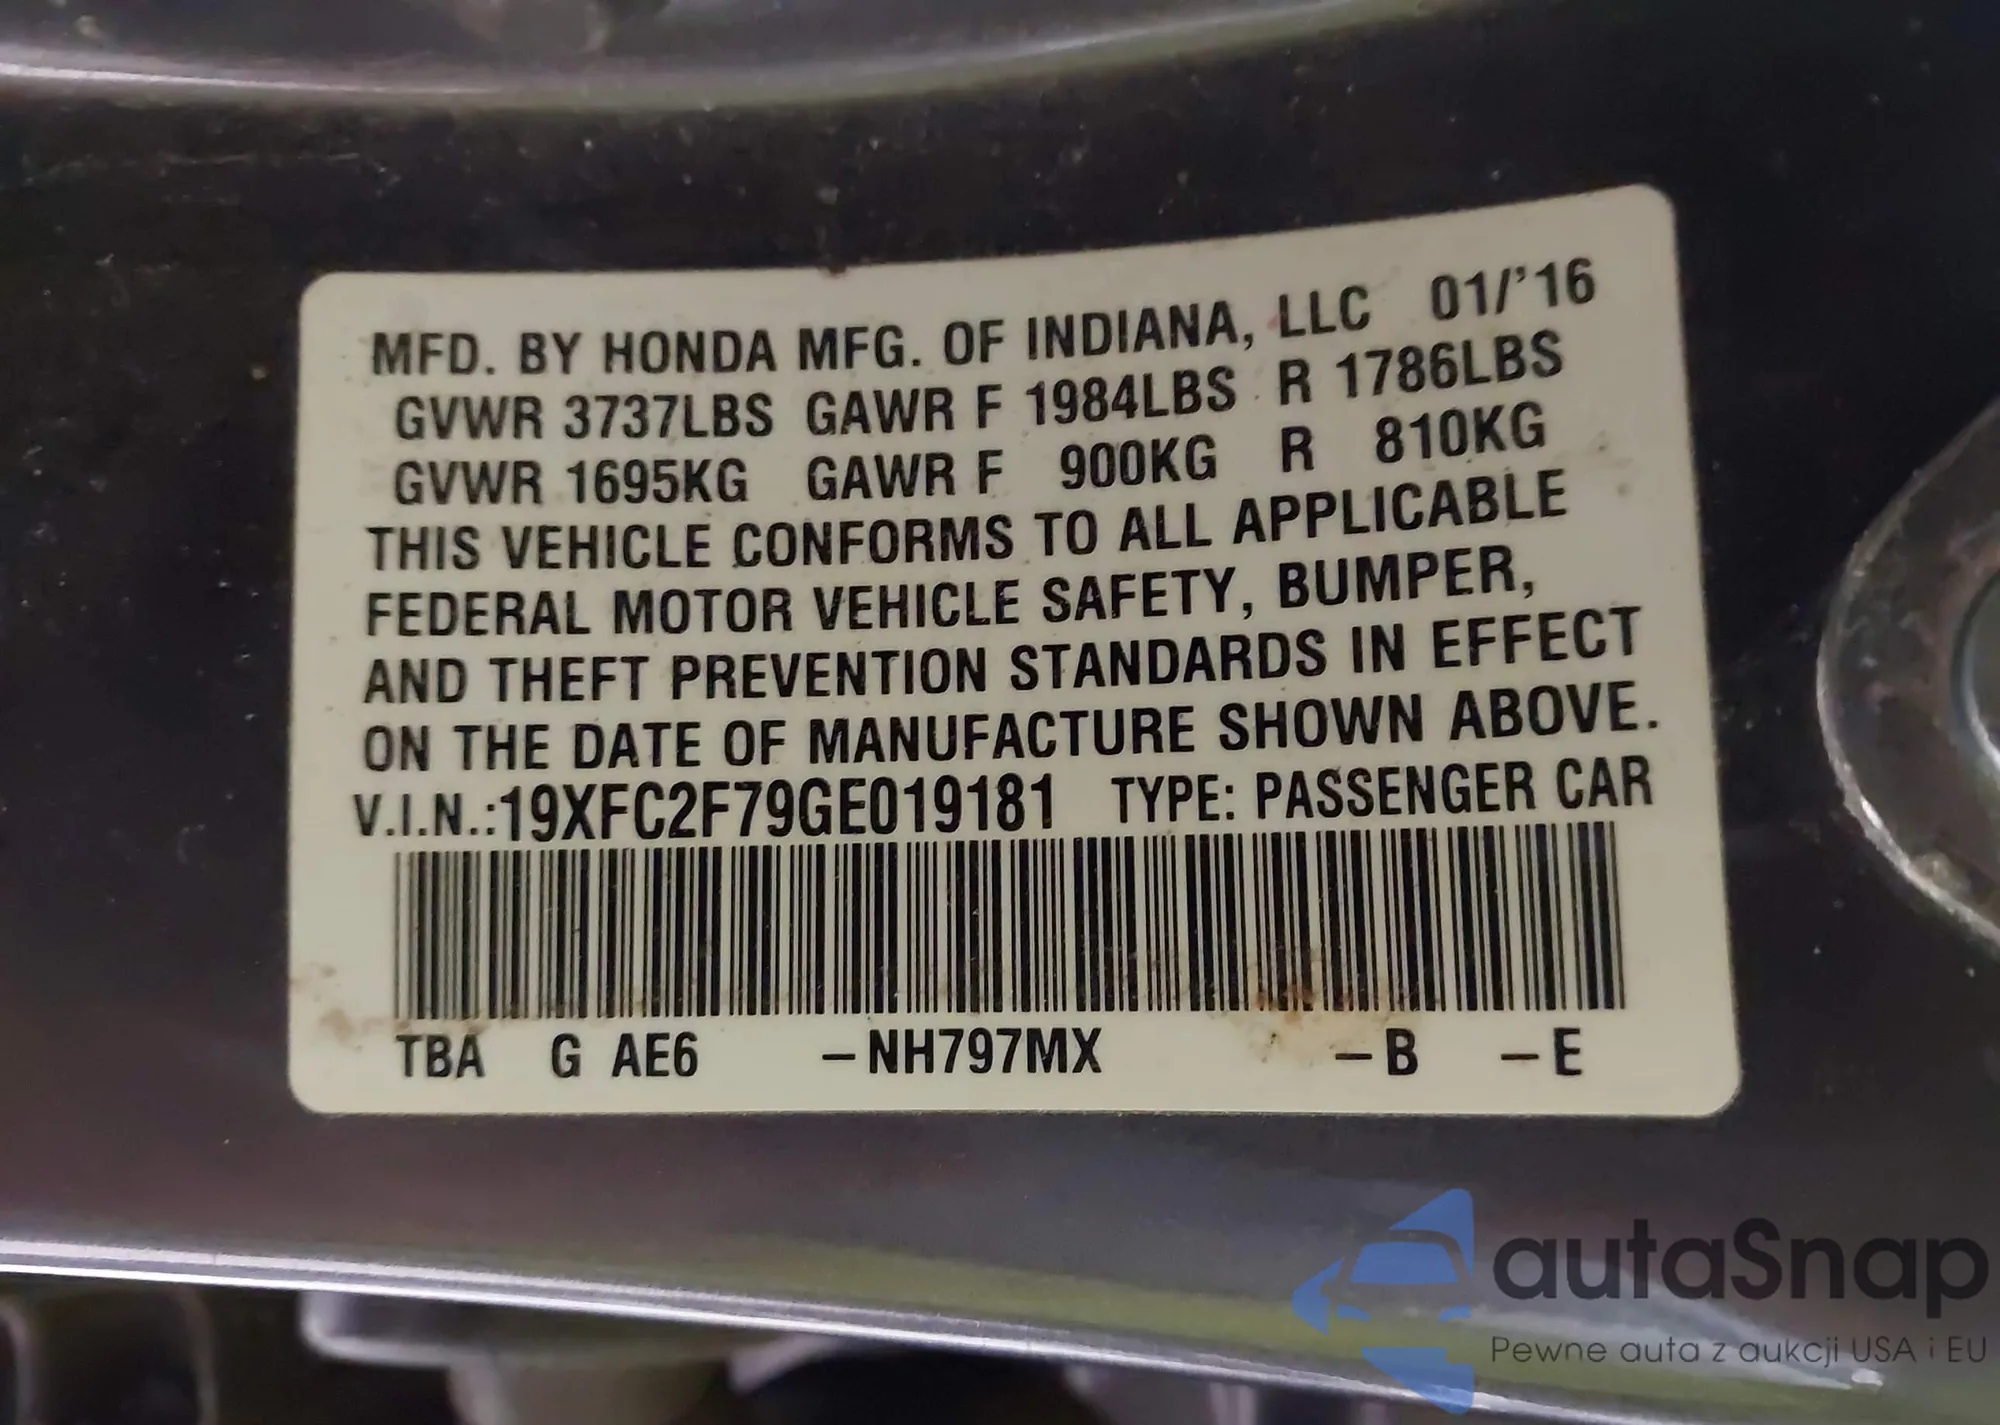 MFD. BY HONDA MFG. OF INDIANA, LLC 01/'16
GVWR 3737LBS GAWR F 1984LBS R 1786LBS
GVWR 1695KG GAWR F 900KG R 810KG
THIS VEHICLE CONFORMS TO ALL APPLICABLE
FEDERAL MOTOR VEHICLE SAFETY, BUMPER,
AND THEFT PREVENTION STANDARDS IN EFFECT
ON THE DATE OF MANUFACTURE SHOWN ABOVE.
V.I.N.:19XFC2F79GE019181 TYPE: PASSENGER CAR
TBA G AE6 –NH797MX –B –E
autaSnap
Pewne auta z aukcji USA i EU